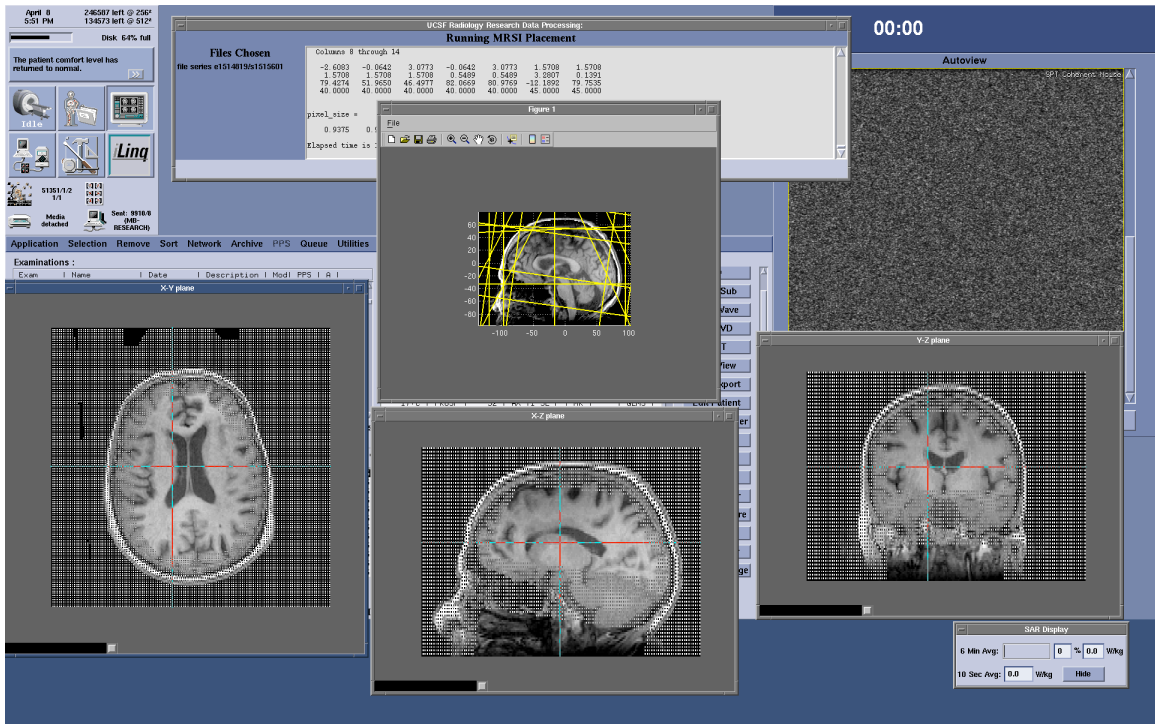 April 8
5:51 PM
246587 left @ 256²
134573 left @ 512²
Disk 64% full
The patient comfort level has
returned to normal.
>>
Idle
iLinq
51351/1/2
1/1
Media
detached
Seat: 9910/8
(MB-
RESEARCH)
Application Selection Remove Sort Network Archive PPS Queue Utilities
Examinations :
Exam | Name | Date | Description | Mod| PPS | A |
UCSF Radiology Research Data Processing:
Running MRSI Placement
Files Chosen
file series e1514819/s1515601
Columns 8 through 14
-2.6083 -0.0642 3.0773 -0.0642 3.0773 1.5708 1.5708
1.5708 1.5708 1.5708 0.5489 0.5489 3.2807 0.1391
79.4274 51.9650 46.4977 82.0669 80.9769 -12.1892 79.7535
40.0000 40.0000 40.0000 40.0000 40.0000 45.0000 45.0000
pixel_size =
0.9375
Elapsed time is
Figure 1
File
60
40
20
0
-20
-40
-60
-80
-100 -50 0 50 100
00:00
Autoview
SPT Coherent Noise
Sub
View
X-Y plane
X-Z plane
Y-Z plane
SAR Display
6 Min Avg: 0 % 0.0 W/kg
10 Sec Avg: 0.0 W/kg Hide